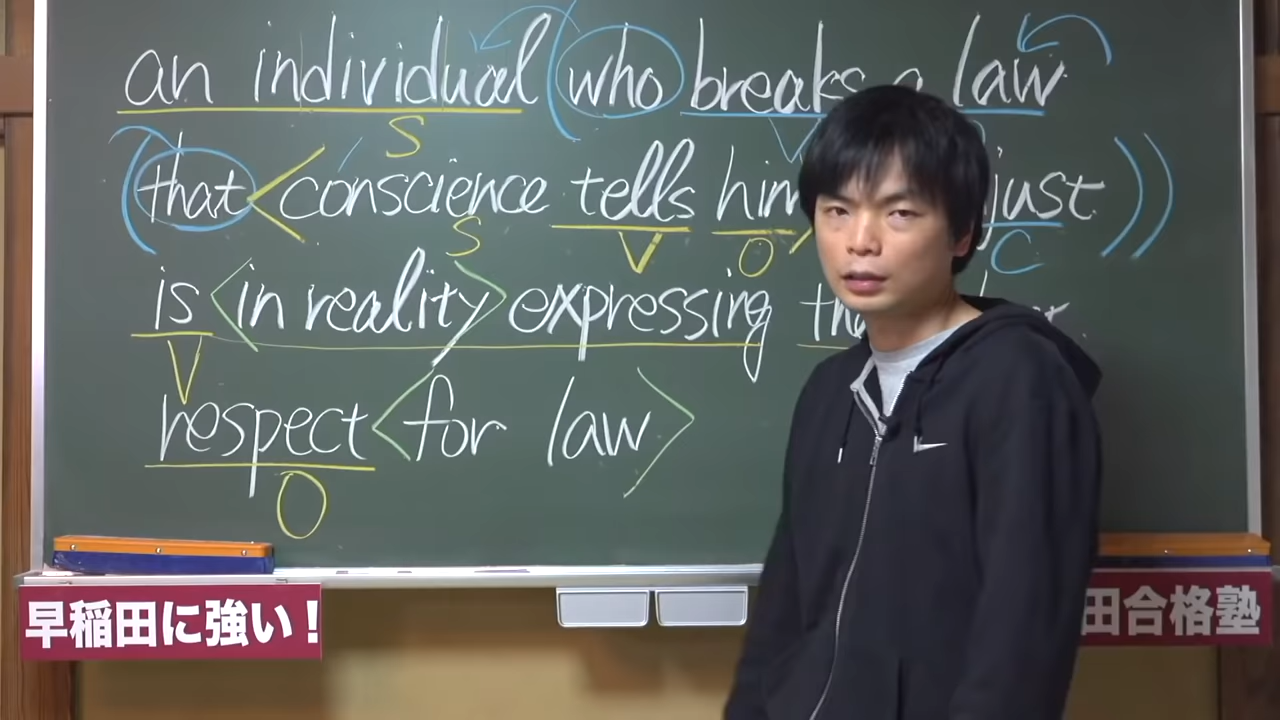 an individual (who breaks a law
S V
(that <conscience tells him just))
S V O C
is <in reality> expressing
V
respect <for law>
O
早稲田に強い！
田合格塾